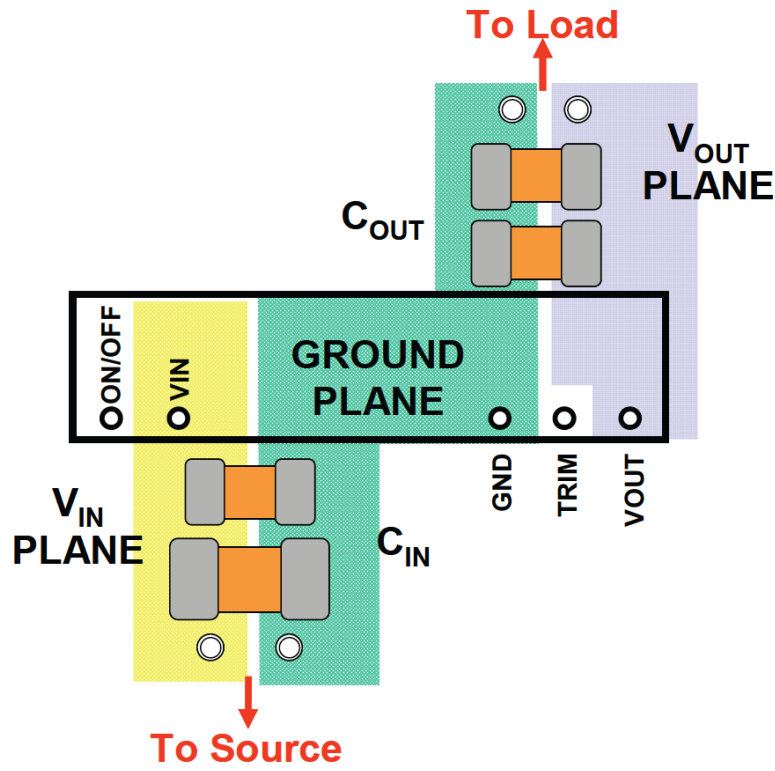 To Load
VOUT
PLANE
COUT
ON/OFF
VIN
GROUND
PLANE
GND
TRIM
VOUT
VIN
PLANE
CIN
To Source